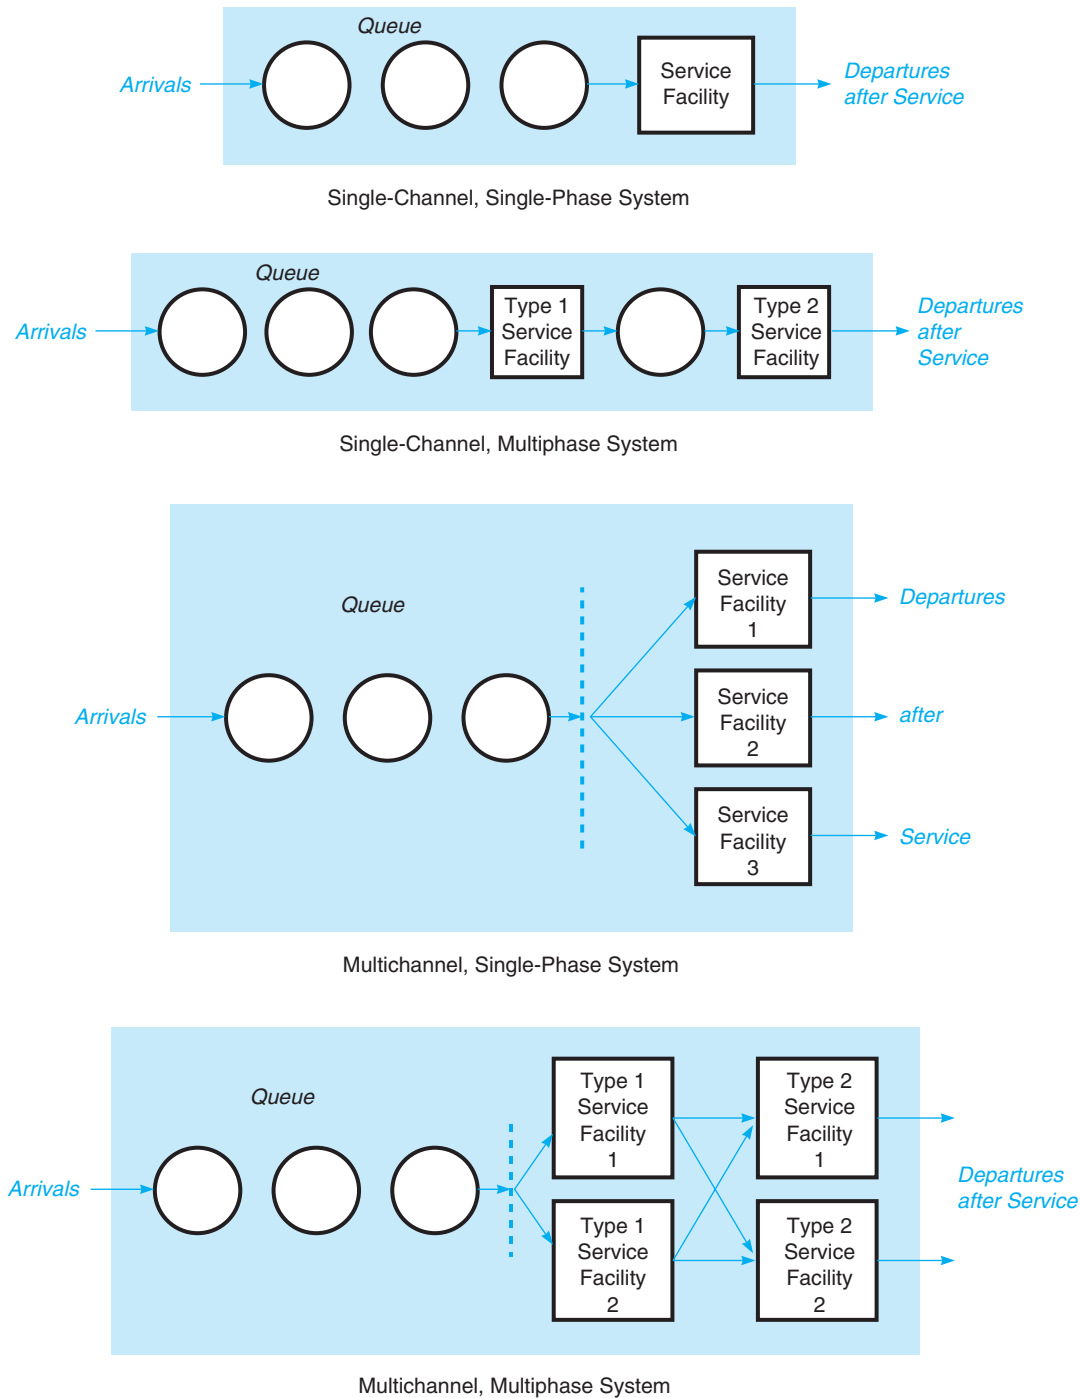 Queue
Arrivals
Service
Facility
Departures
after Service
Single-Channel, Single-Phase System
Queue
Arrivals
Type 1
Service
Facility
Type 2
Service
Facility
Departures
after
Service
Single-Channel, Multiphase System
Queue
Arrivals
Service
Facility
1
Departures
Service
Facility
2
after
Service
Facility
3
Service
Multichannel, Single-Phase System
Queue
Arrivals
Type 1
Service
Facility
1
Type 2
Service
Facility
1
Type 1
Service
Facility
2
Type 2
Service
Facility
2
Departures
after Service
Multichannel, Multiphase System